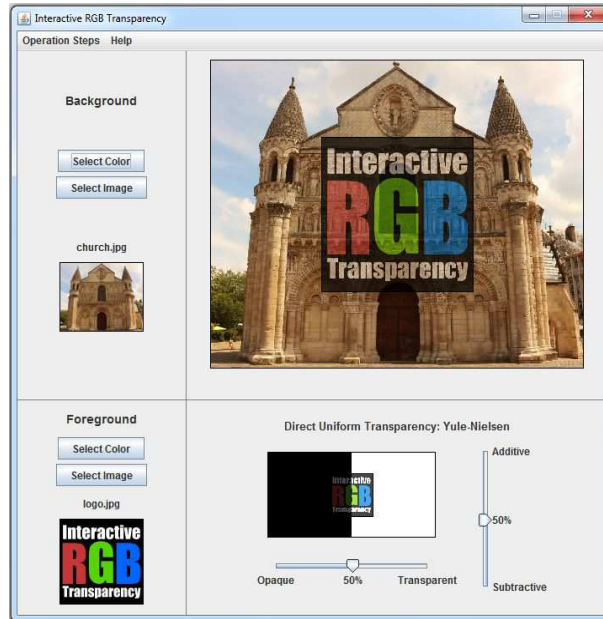 Interactive RGB Transparency
Operation Steps Help
Background
Select Color
Select Image
church.jpg
Interactive
RGB
Transparency
Foreground
Select Color
Select Image
logo.jpg
Interactive
RGB
Transparency
Direct Uniform Transparency: Yule-Nielsen
Interactive
RGB
Transparency
Additive
50%
Subtractive
Opaque 50% Transparent